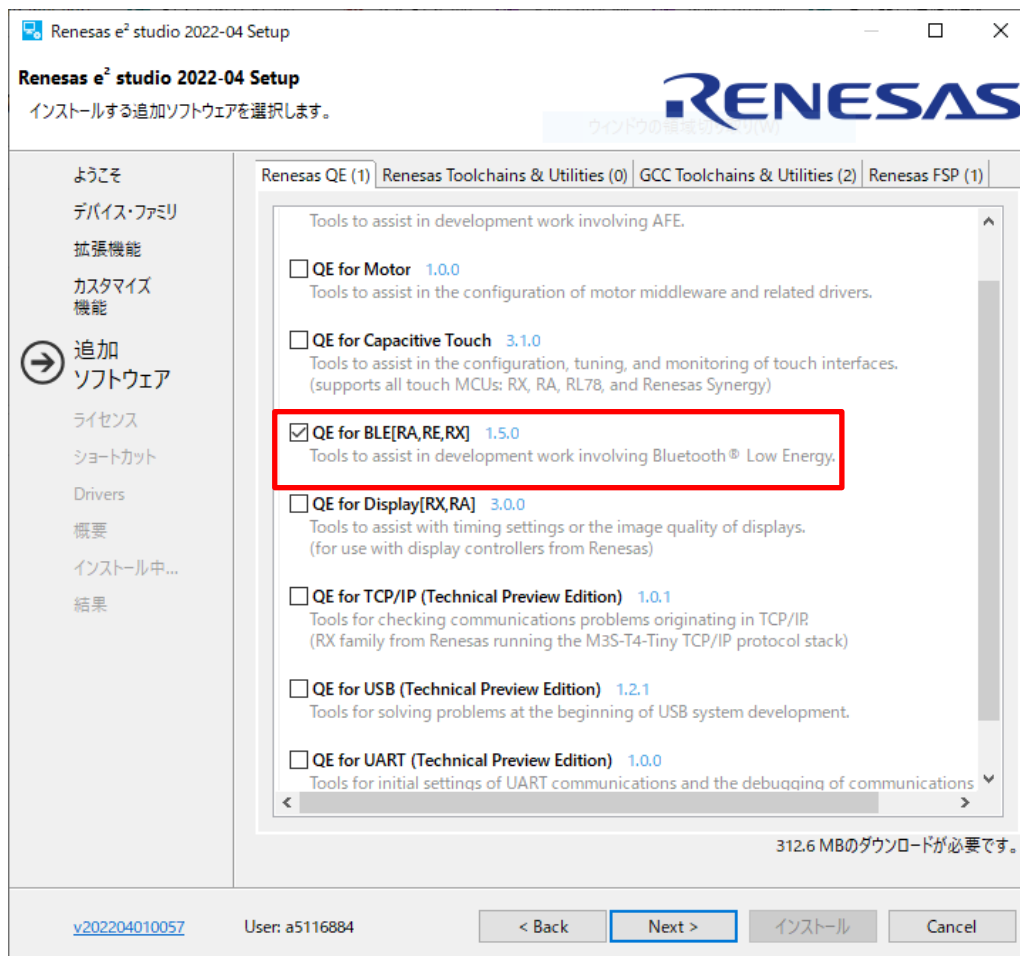 Renesas e² studio 2022-04 Setup
Renesas e² studio 2022-04 Setup
インストールする追加ソフトウェアを選択します。
RENESAS
ようこそ
デバイス・ファミリ
拡張機能
カスタマイズ
機能
追加
ソフトウェア
ライセンス
ショートカット
Drivers
概要
インストール中...
結果
Renesas QE (1) Renesas Toolchains & Utilities (0) GCC Toolchains & Utilities (2) Renesas FSP (1)
Tools to assist in development work involving AFE.
QE for Motor 1.0.0
Tools to assist in the configuration of motor middleware and related drivers.
QE for Capacitive Touch 3.1.0
Tools to assist in the configuration, tuning, and monitoring of touch interfaces.
(supports all touch MCUs: RX, RA, RL78, and Renesas Synergy)
QE for BLE[RA,RE,RX] 1.5.0
Tools to assist in development work involving Bluetooth® Low Energy.
QE for Display[RX,RA] 3.0.0
Tools to assist with timing settings or the image quality of displays.
(for use with display controllers from Renesas)
QE for TCP/IP (Technical Preview Edition) 1.0.1
Tools for checking communications problems originating in TCP/IP.
(RX family from Renesas running the M3S-T4-Tiny TCP/IP protocol stack)
QE for USB (Technical Preview Edition) 1.2.1
Tools for solving problems at the beginning of USB system development.
QE for UART (Technical Preview Edition) 1.0.0
Tools for initial settings of UART communications and the debugging of communications
312.6 MBのダウンロードが必要です。
v202204010057 User: a5116884 < Back Next > インストール Cancel